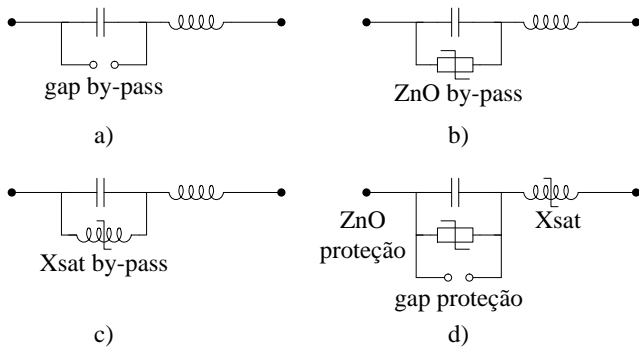 gap by-pass
a)
ZnO by-pass
b)
Xsat by-pass
c)
ZnO
proteção
Xsat
gap proteção
d)